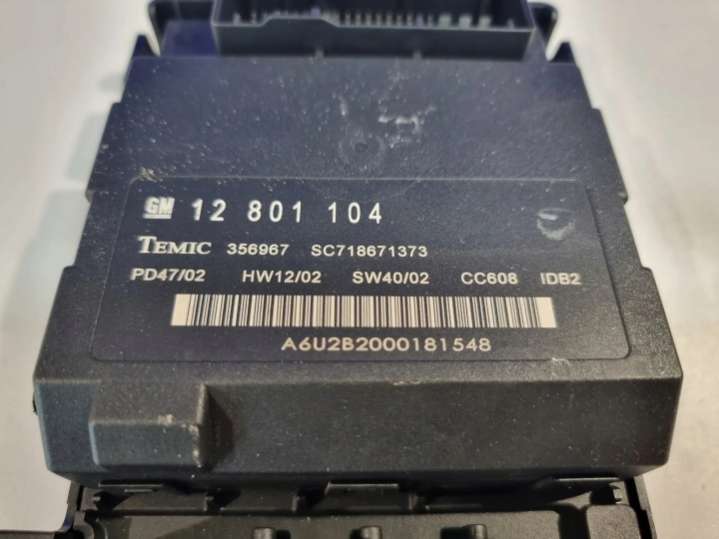 GM 12 801 104
TEMIC 356967 SC718671373
PD47/02 HW12/02 SW40/02 CC608 IDB2
A6U2B2000181548